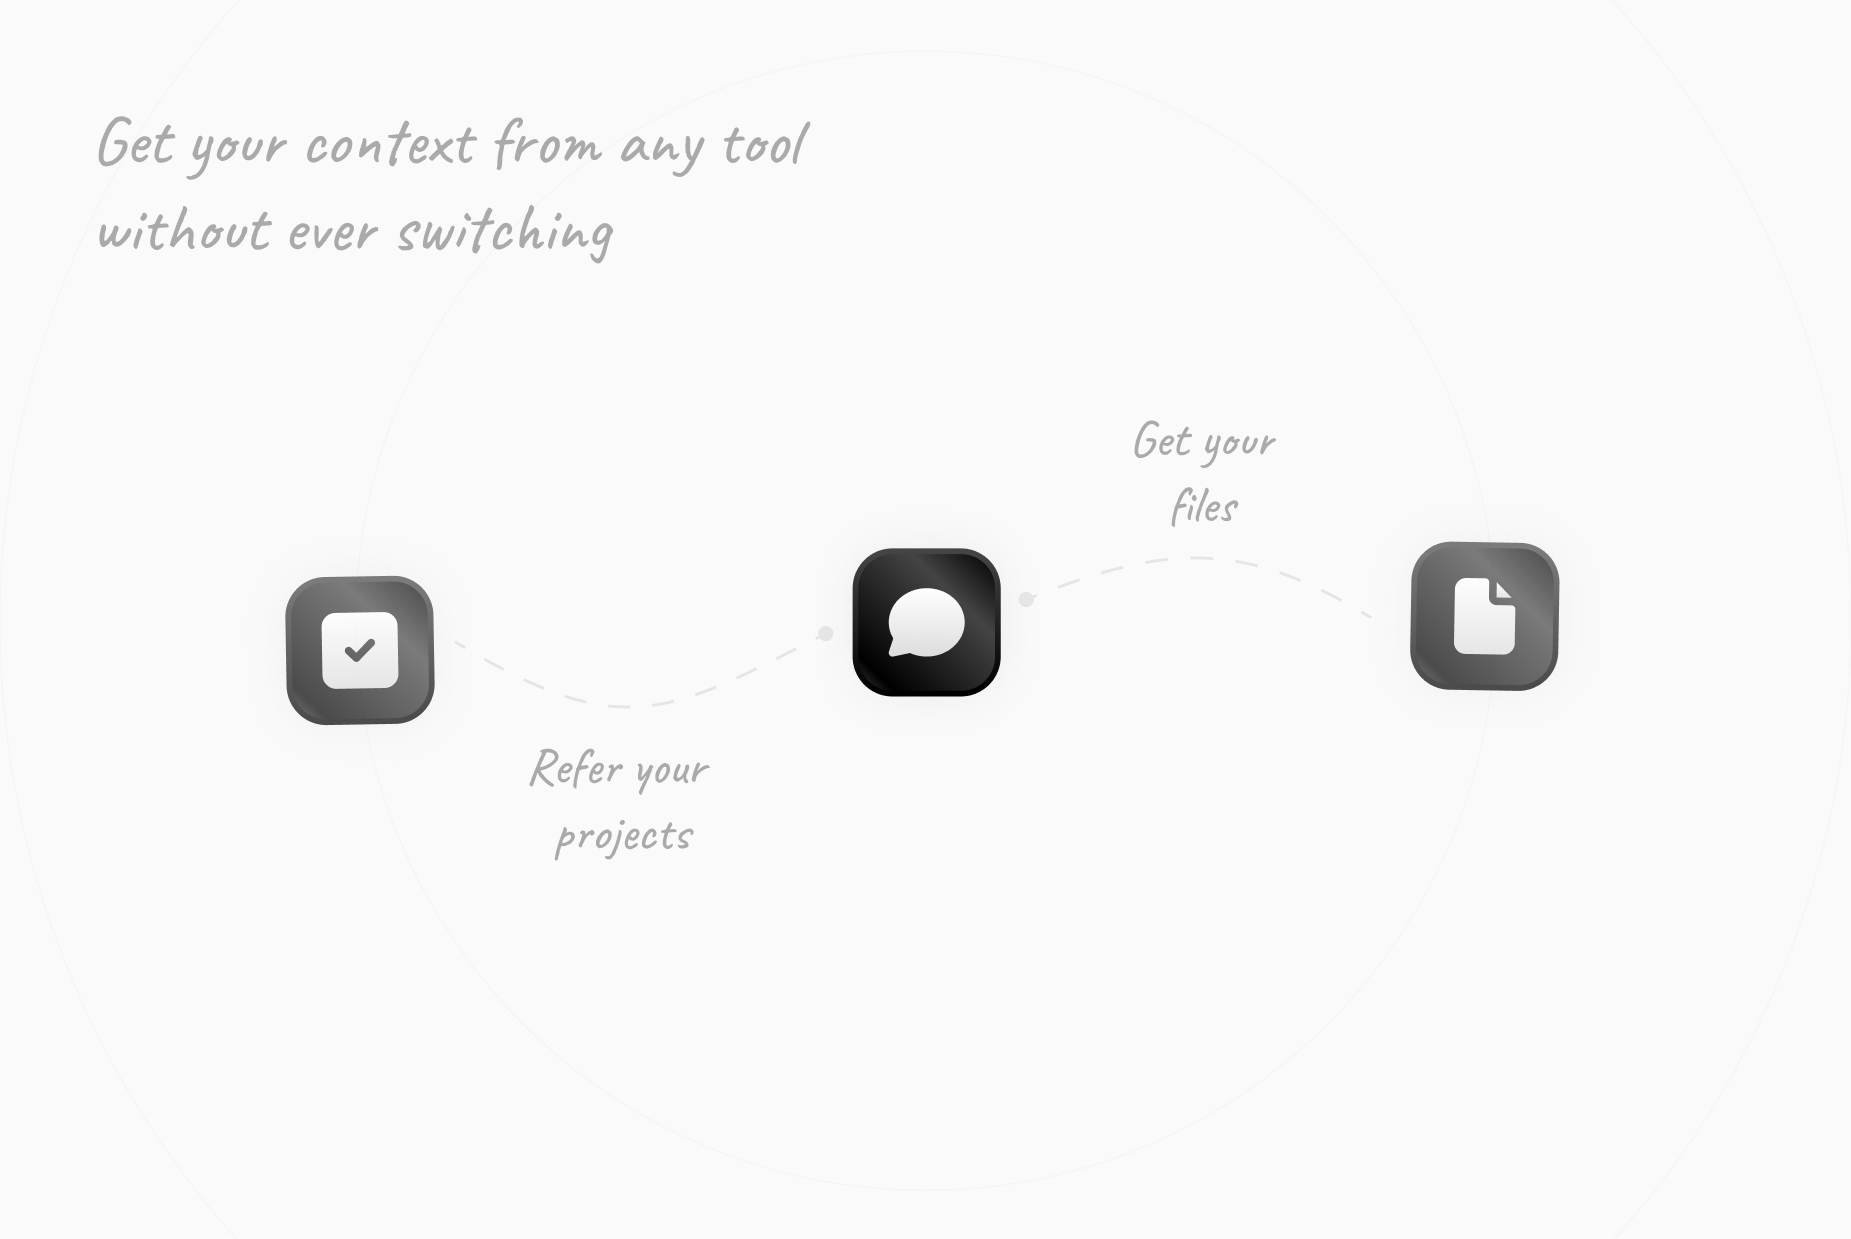 Get your context from any tool
without ever switching
Get your
files
Refer your
projects